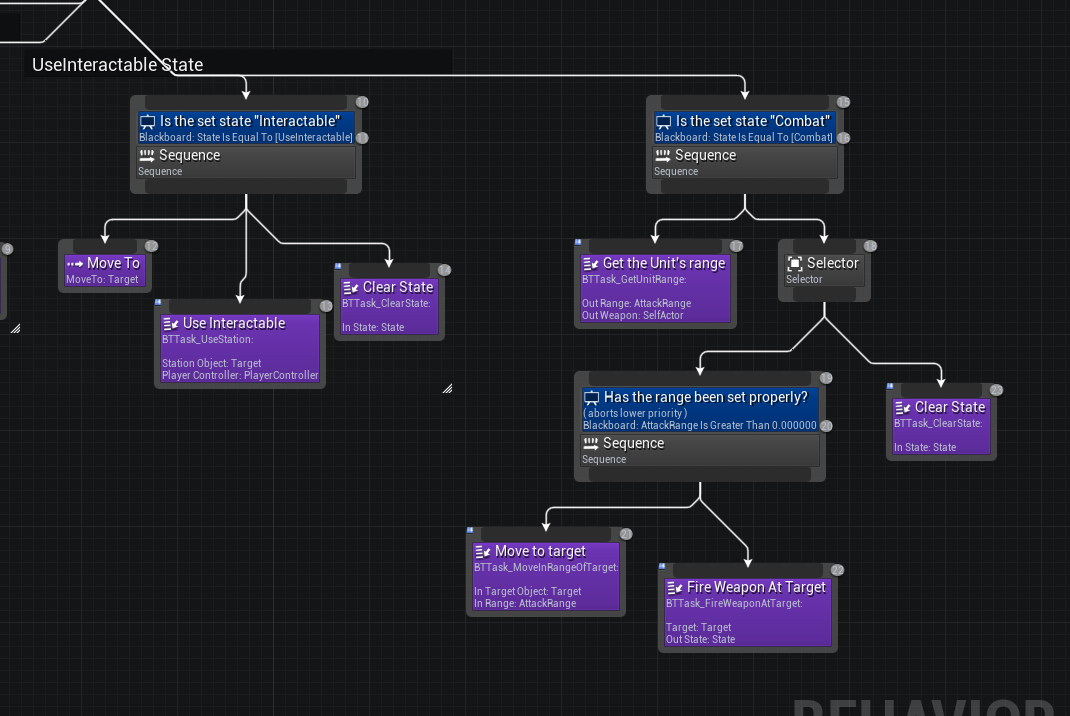 UseInteractable State
10
Is the set state "Interactable"
Blackboard: State Is Equal To [UseInteractable]
11
Sequence
Sequence
15
Is the set state "Combat"
Blackboard: State Is Equal To [Combat]
16
Sequence
Sequence
9
12
Move To
MoveTo: Target
13
Use Interactable
BTTask_UseStation:
Station Object: Target
Player Controller: PlayerController
14
Clear State
BTTask_ClearState:
In State: State
17
Get the Unit's range
BTTask_GetUnitRange:
Out Range: AttackRange
Out Weapon: SelfActor
18
Selector
Selector
19
Has the range been set properly?
( aborts lower priority )
Blackboard: AttackRange Is Greater Than 0.000000
20
Sequence
Sequence
23
Clear State
BTTask_ClearState:
In State: State
21
Move to target
BTTask_MoveInRangeOfTarget:
In Target Object: Target
In Range: AttackRange
22
Fire Weapon At Target
BTTask_FireWeaponAtTarget:
Target: Target
Out State: State
BEHAVIOR